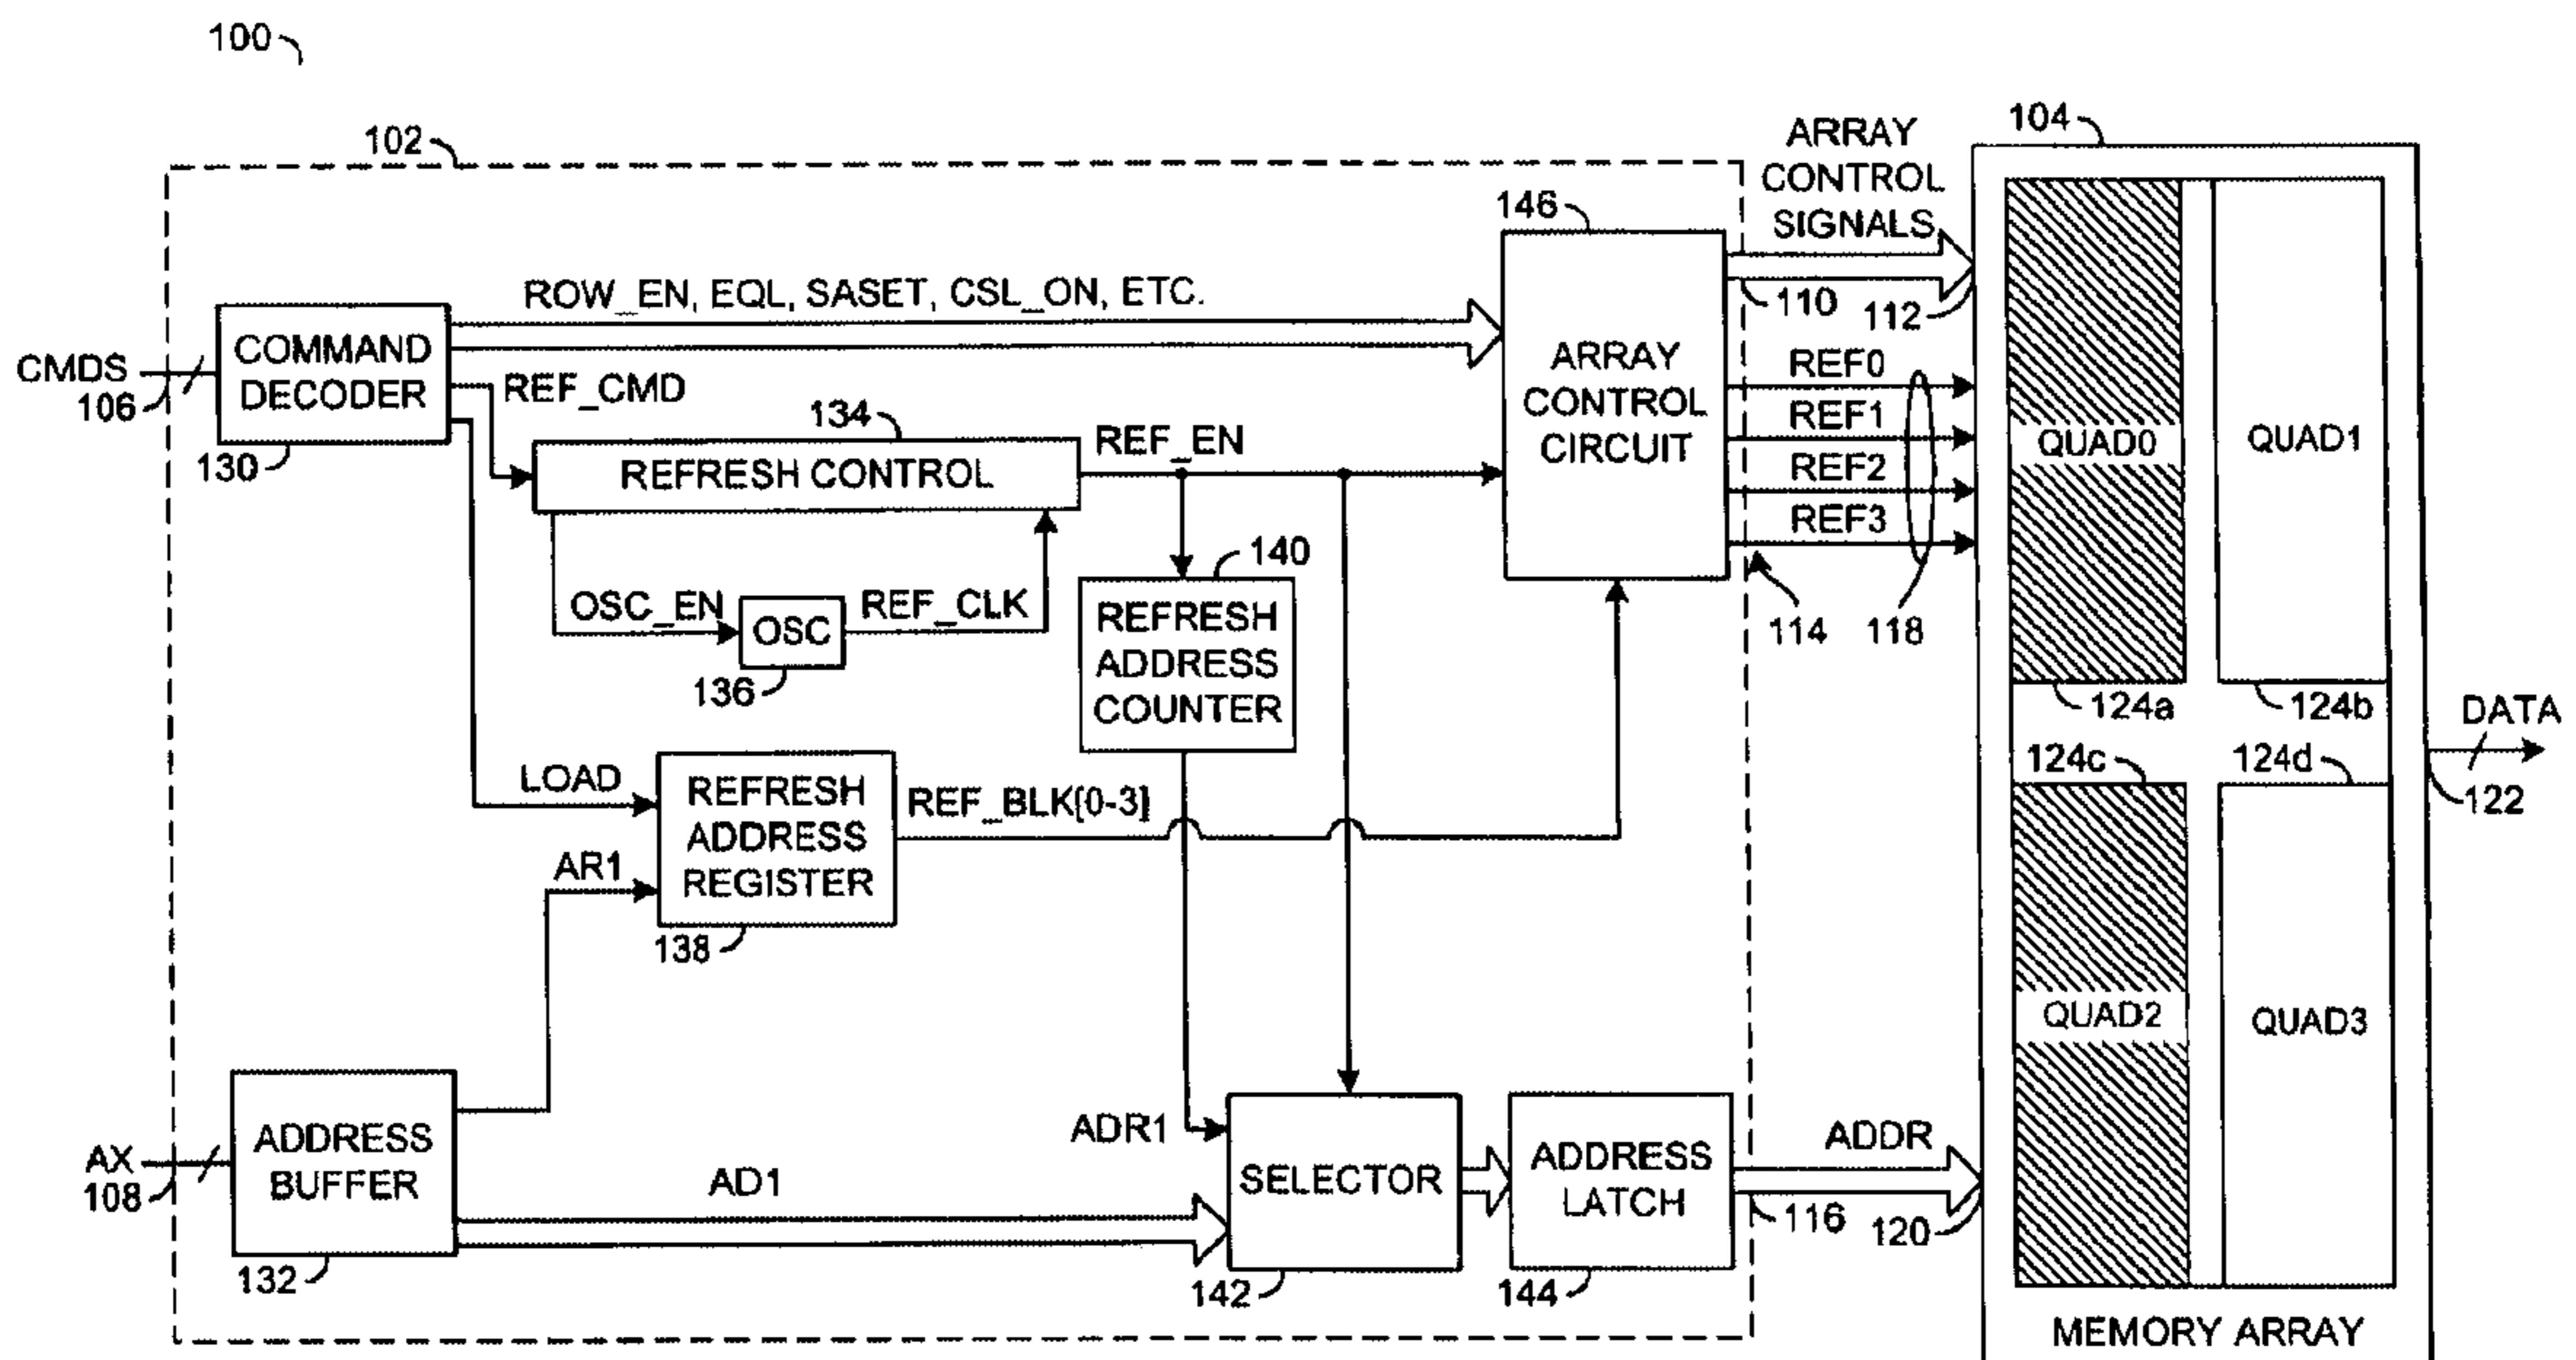 100
102
104
ARRAY
CONTROL
SIGNALS
146
110
112
ROW_EN, EQL, SASET, CSL_ON, ETC.
CMDS
106
COMMAND
DECODER
130
REF_CMD
134
REFRESH CONTROL
REF_EN
ARRAY
CONTROL
CIRCUIT
REF0
REF1
REF2
REF3
114
118
QUAD0
QUAD1
OSC_EN
OSC
136
REF_CLK
140
REFRESH
ADDRESS
COUNTER
124a
124b
124c
124d
DATA
122
LOAD
AR1
REFRESH
ADDRESS
REGISTER
138
REF_BLK[0-3]
QUAD2
QUAD3
AX
108
ADDRESS
BUFFER
132
AD1
ADR1
SELECTOR
142
ADDRESS
LATCH
144
ADDR
116
120
MEMORY ARRAY